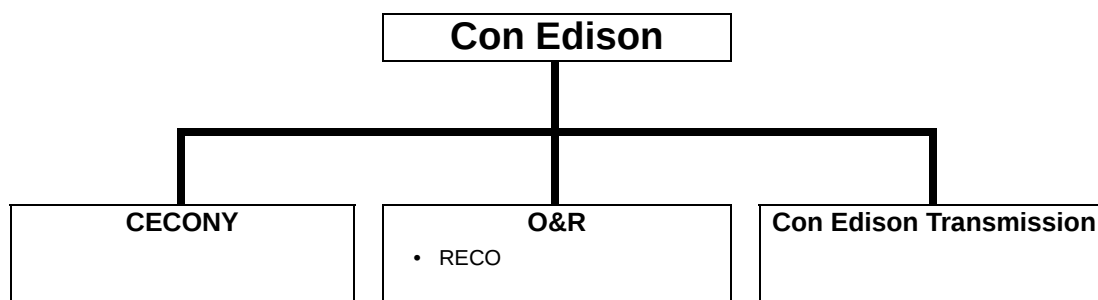 Con Edison
CECONY
O&R
Con Edison Transmission
• RECO